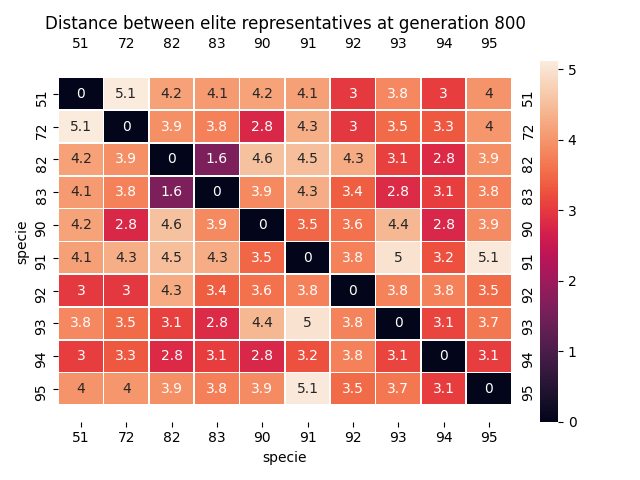 Distance between elite representatives at generation 800
51 72 82 83 90 91 92 93 94 95
51 0 5.1 4.2 4.1 4.2 4.1 3 3.8 3 4 51
72 5.1 0 3.9 3.8 2.8 4.3 3 3.5 3.3 4 72
82 4.2 3.9 0 1.6 4.6 4.5 4.3 3.1 2.8 3.9 82
83 4.1 3.8 1.6 0 3.9 4.3 3.4 2.8 3.1 3.8 83
90 4.2 2.8 4.6 3.9 0 3.5 3.6 4.4 2.8 3.9 90
91 4.1 4.3 4.5 4.3 3.5 0 3.8 5 3.2 5.1 91
92 3 3 4.3 3.4 3.6 3.8 0 3.8 3.8 3.5 92
93 3.8 3.5 3.1 2.8 4.4 5 3.8 0 3.1 3.7 93
94 3 3.3 2.8 3.1 2.8 3.2 3.8 3.1 0 3.1 94
95 4 4 3.9 3.8 3.9 5.1 3.5 3.7 3.1 0 95
51 72 82 83 90 91 92 93 94 95
specie
specie
5
4
3
2
1
0